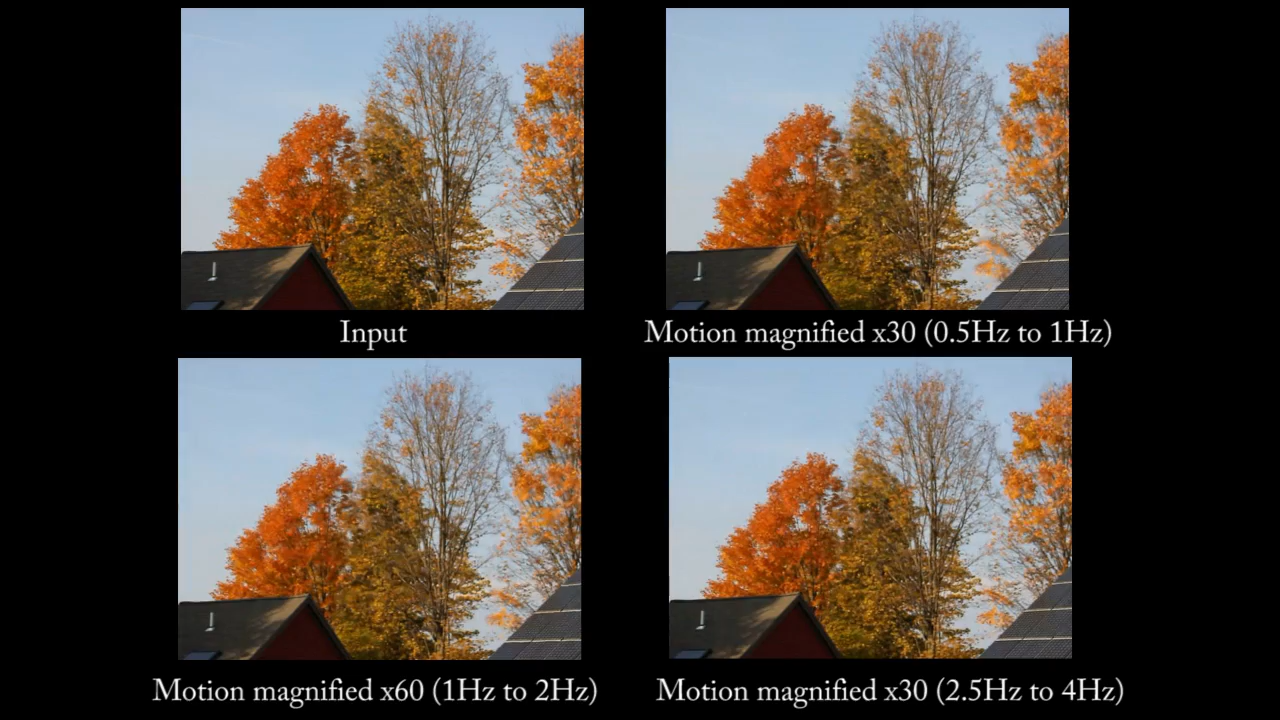 Input
Motion magnified x30 (0.5Hz to 1Hz)
Motion magnified x60 (1Hz to 2Hz)
Motion magnified x30 (2.5Hz to 4Hz)